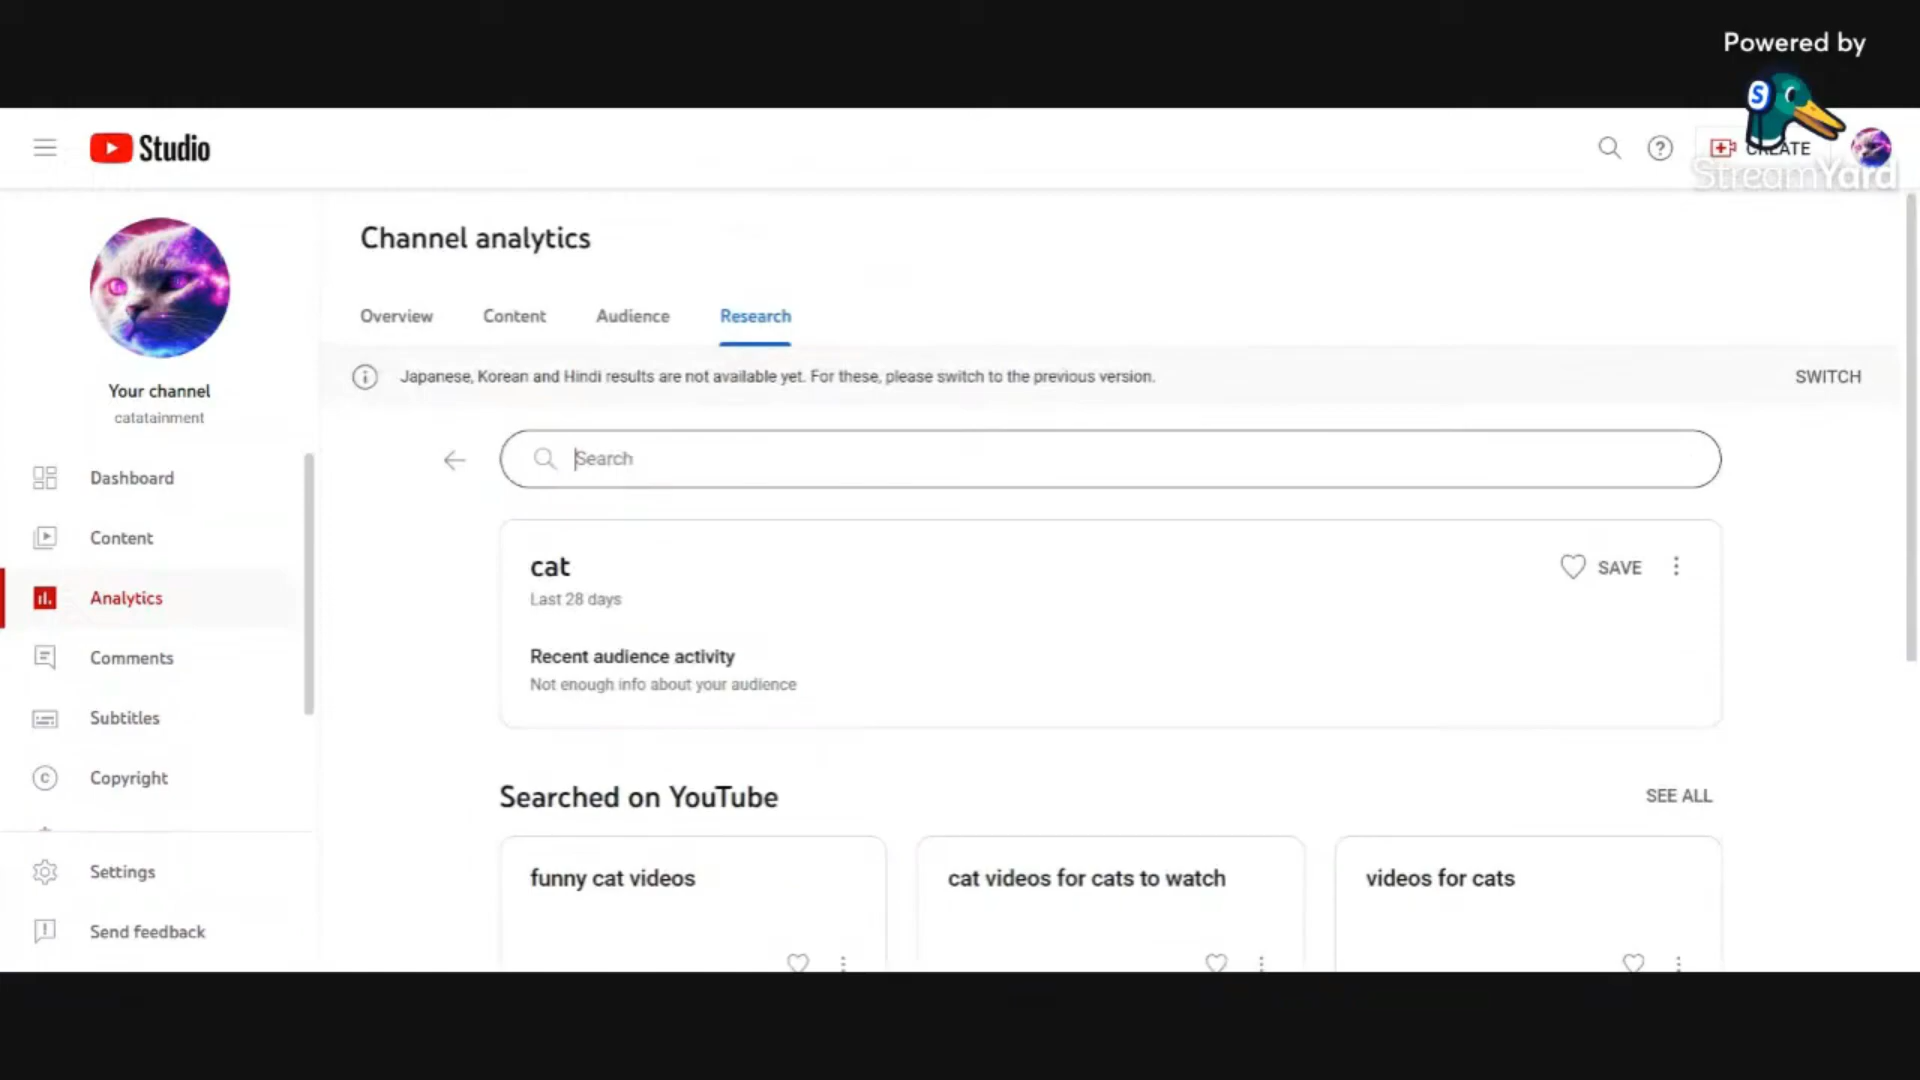 Powered by
S
Studio
CREATE
StreamYard
Channel analytics
Overview
Content
Audience
Research
Japanese, Korean and Hindi results are not available yet. For these, please switch to the previous version.
SWITCH
Your channel
catatainment
Search
Dashboard
Content
Analytics
Comments
Subtitles
Copyright
Settings
Send feedback
cat
SAVE
Last 28 days
Recent audience activity
Not enough info about your audience
Searched on YouTube
SEE ALL
funny cat videos
cat videos for cats to watch
videos for cats